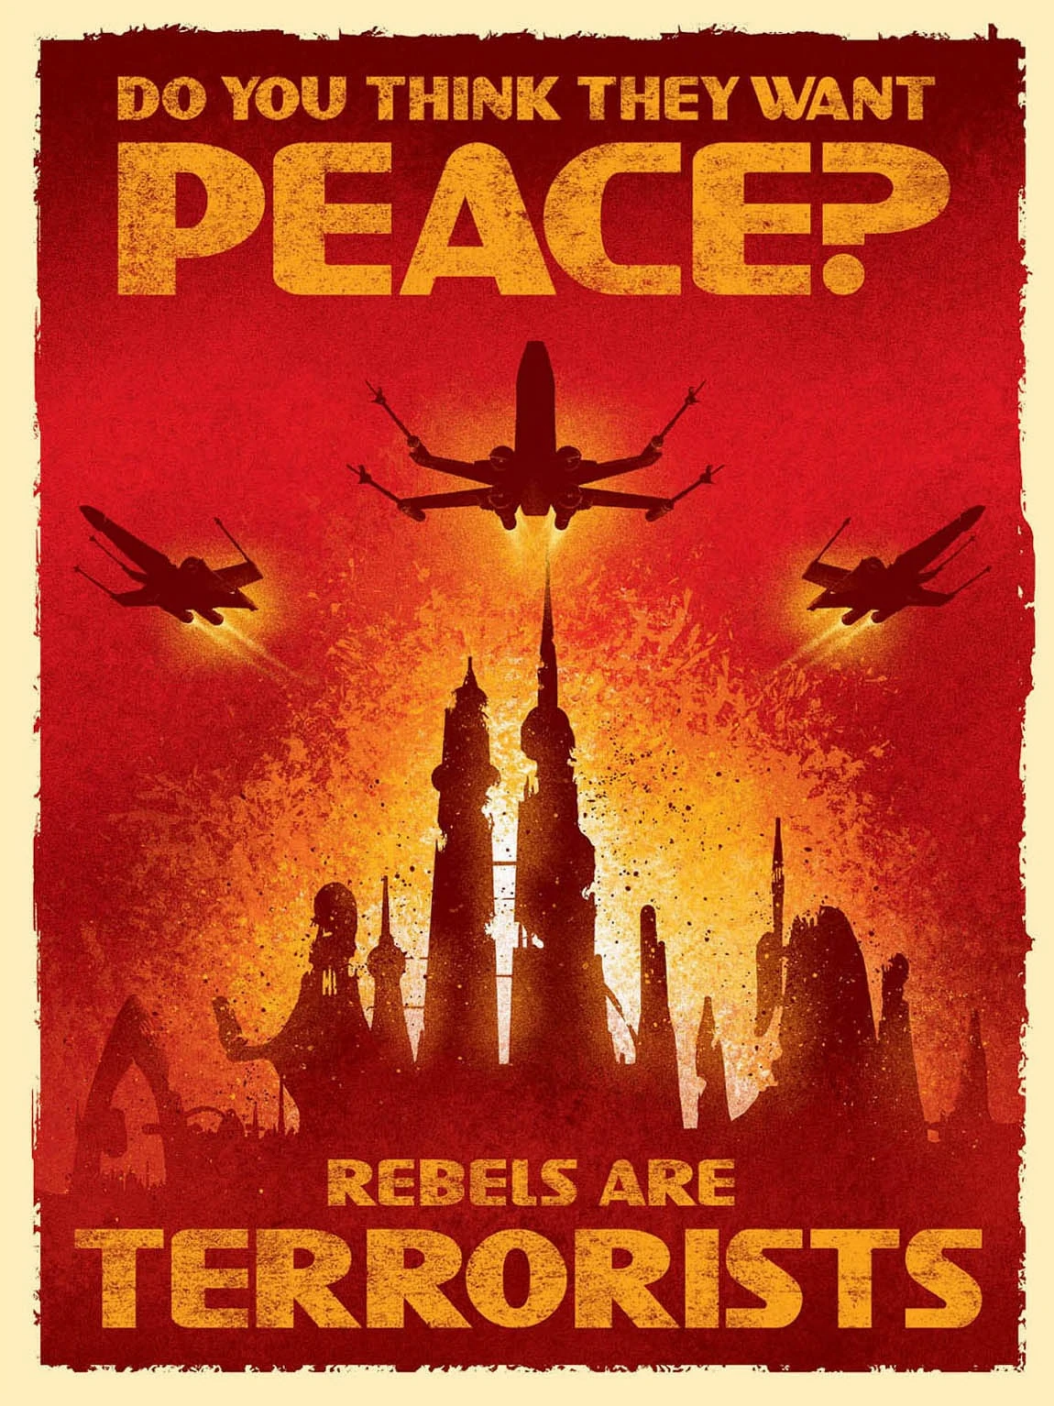 DO YOU THINK THEY WANT
PEACE?
REBELS ARE
TERRORISTS